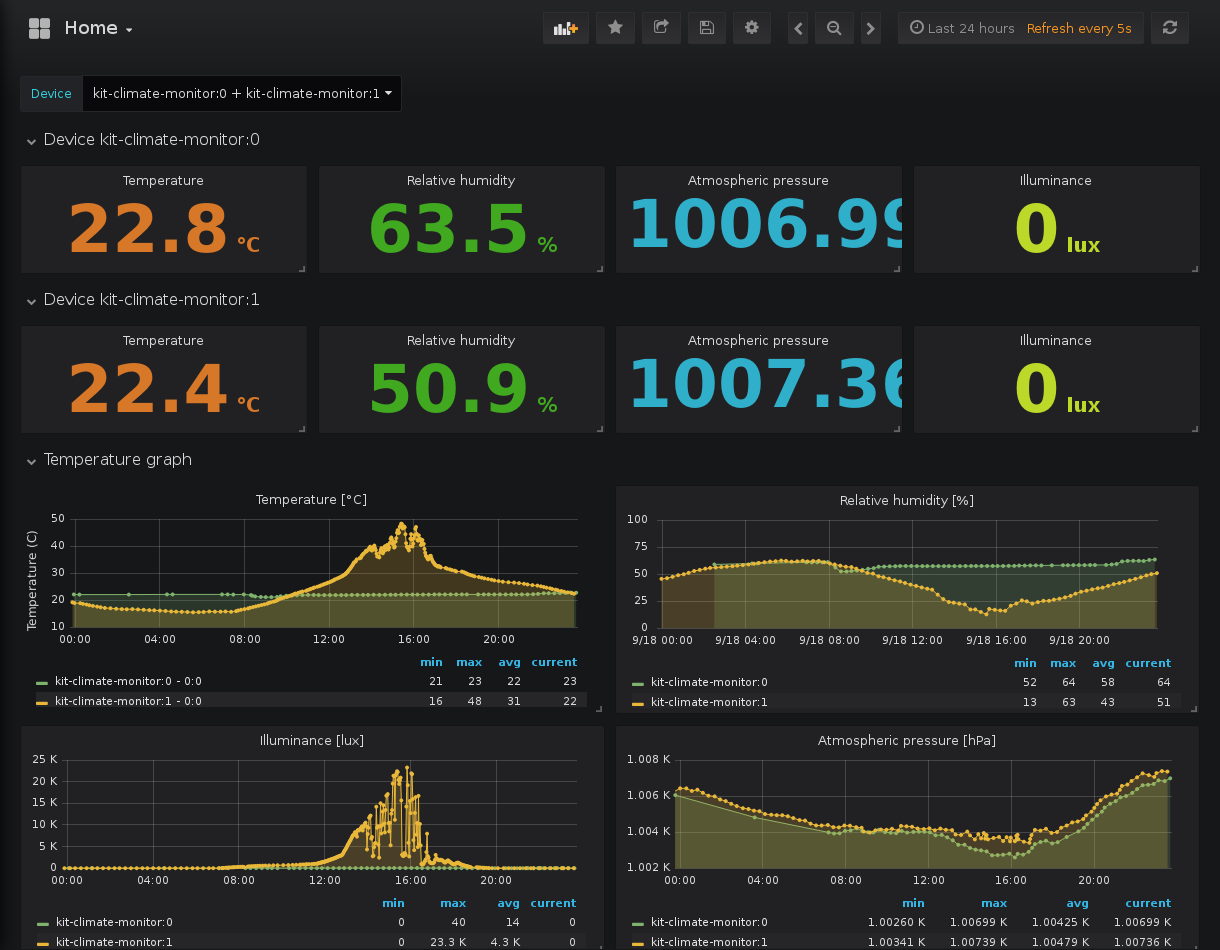 Home
Last 24 hours Refresh every 5s
Device kit-climate-monitor:0 + kit-climate-monitor:1
Device kit-climate-monitor:0
Temperature Relative humidity Atmospheric pressure Illuminance
22.8 °C 63.5 % 1006.99 0 lux
Device kit-climate-monitor:1
Temperature Relative humidity Atmospheric pressure Illuminance
22.4 °C 50.9 % 1007.36 0 lux
Temperature graph
Temperature [°C]
Temperature (C)
50
40
30
20
10
00:00 04:00 08:00 12:00 16:00 20:00
min max avg current
kit-climate-monitor:0 - 0:0 21 23 22 23
kit-climate-monitor:1 - 0:0 16 48 31 22
Relative humidity [%]
100
75
50
25
0
9/18 00:00 9/18 04:00 9/18 08:00 9/18 12:00 9/18 16:00 9/18 20:00
min max avg current
kit-climate-monitor:0 52 64 58 64
kit-climate-monitor:1 13 63 43 51
Illuminance [lux]
25 K
20 K
15 K
10 K
5 K
0
00:00 04:00 08:00 12:00 16:00 20:00
min max avg current
kit-climate-monitor:0 0 40 14 0
kit-climate-monitor:1 0 23.3 K 4.3 K 0
Atmospheric pressure [hPa]
1.008 K
1.006 K
1.004 K
1.002 K
00:00 04:00 08:00 12:00 16:00 20:00
min max avg current
kit-climate-monitor:0 1.00260 K 1.00699 K 1.00425 K 1.00699 K
kit-climate-monitor:1 1.00341 K 1.00739 K 1.00479 K 1.00736 K